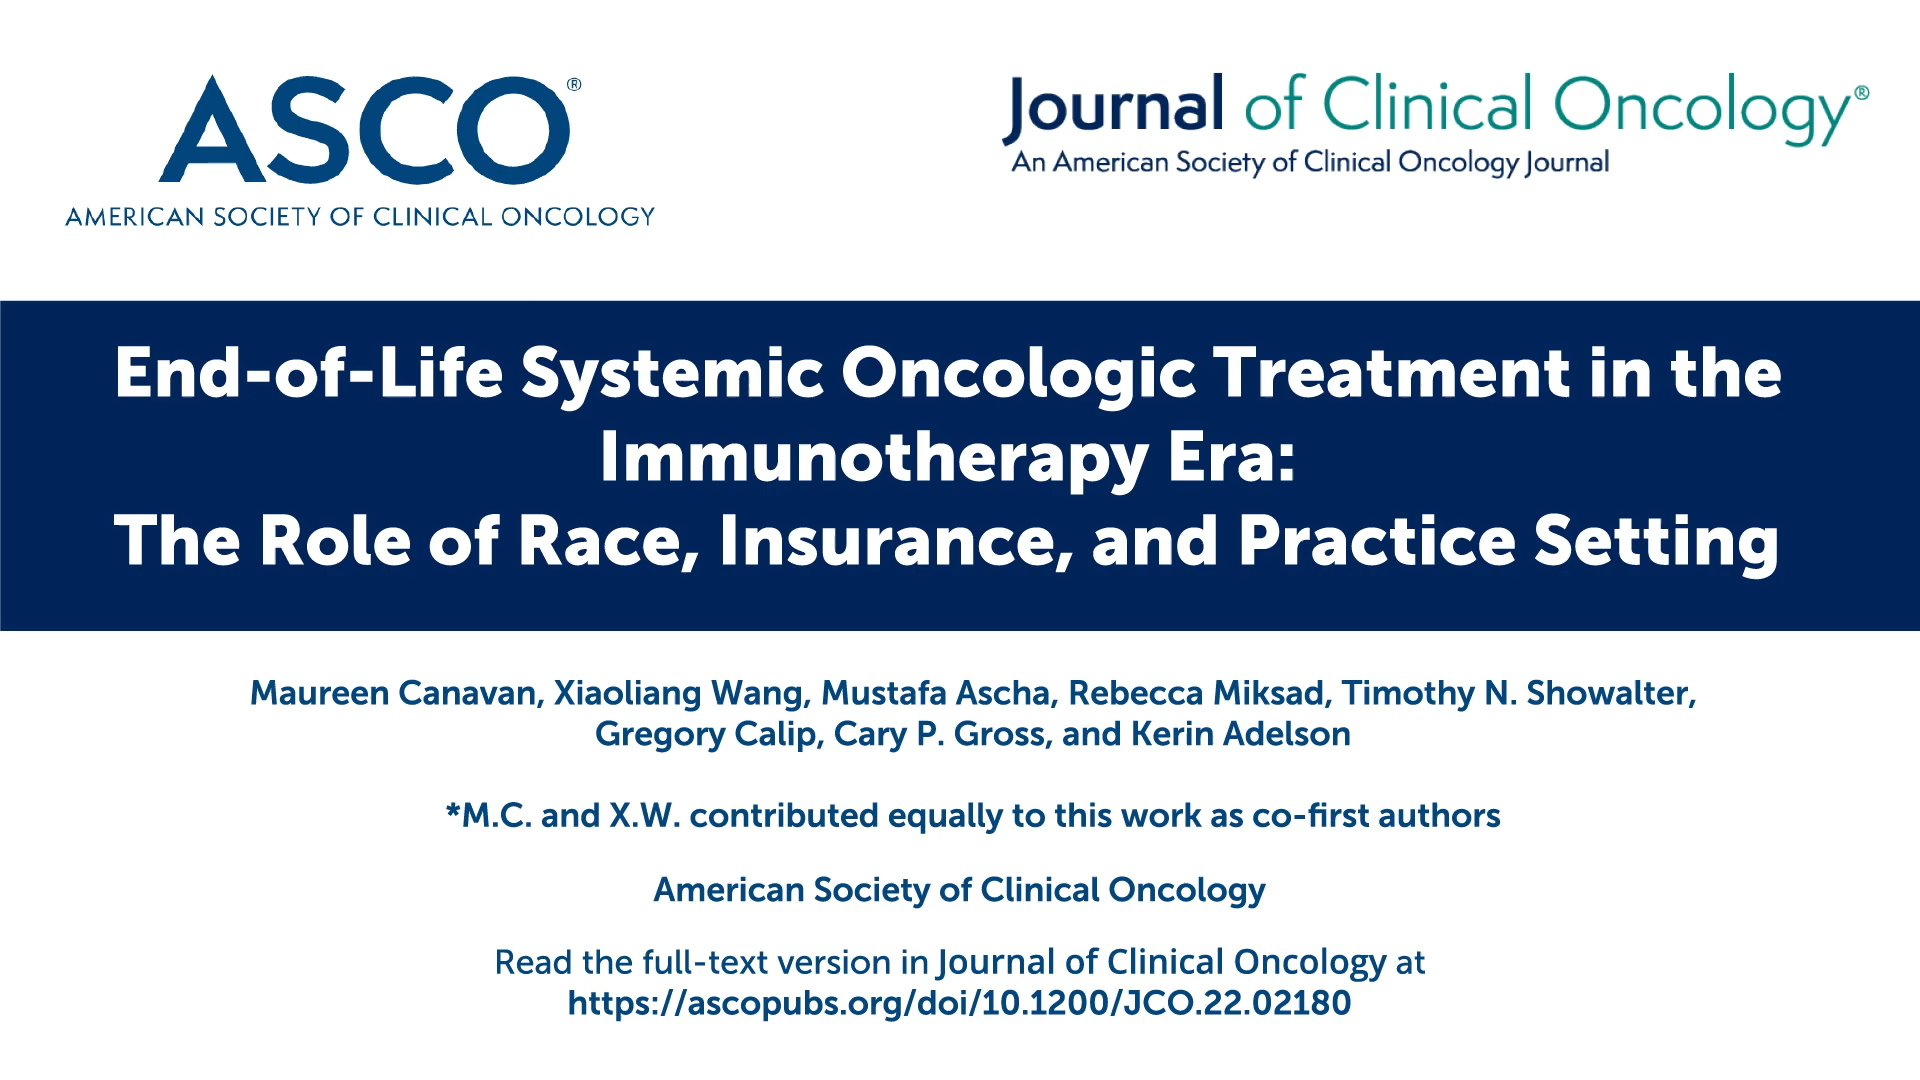 ASCO®
AMERICAN SOCIETY OF CLINICAL ONCOLOGY
Journal of Clinical Oncology®
An American Society of Clinical Oncology Journal
End-of-Life Systemic Oncologic Treatment in the
Immunotherapy Era:
The Role of Race, Insurance, and Practice Setting
Maureen Canavan, Xiaoliang Wang, Mustafa Ascha, Rebecca Miksad, Timothy N. Showalter,
Gregory Calip, Cary P. Gross, and Kerin Adelson
*M.C. and X.W. contributed equally to this work as co-first authors
American Society of Clinical Oncology
Read the full-text version in Journal of Clinical Oncology at
https://ascopubs.org/doi/10.1200/JCO.22.02180